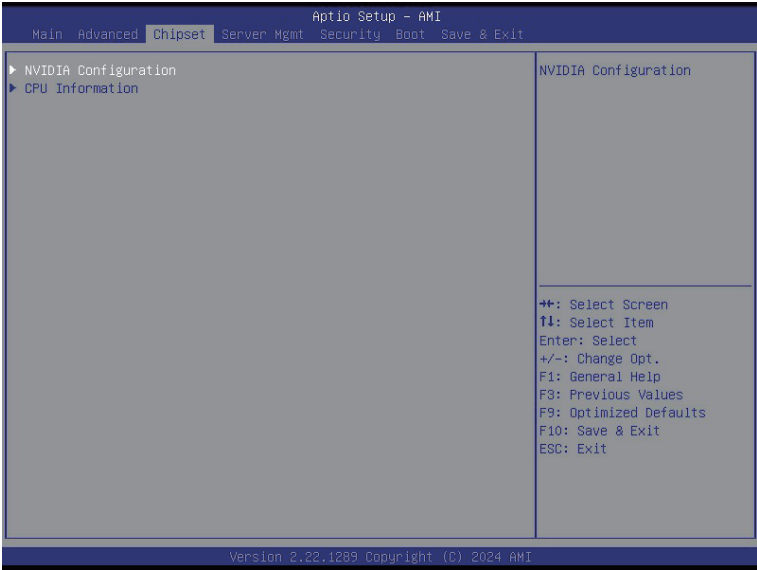 Aptio Setup – AMI
Main Advanced Chipset Server Mgmt Security Boot Save & Exit
▶ NVIDIA Configuration
▶ CPU Information
NVIDIA Configuration
→←: Select Screen
↑↓: Select Item
Enter: Select
+/-: Change Opt.
F1: General Help
F3: Previous Values
F9: Optimized Defaults
F10: Save & Exit
ESC: Exit
Version 2.22.1289 Copyright (C) 2024 AMI